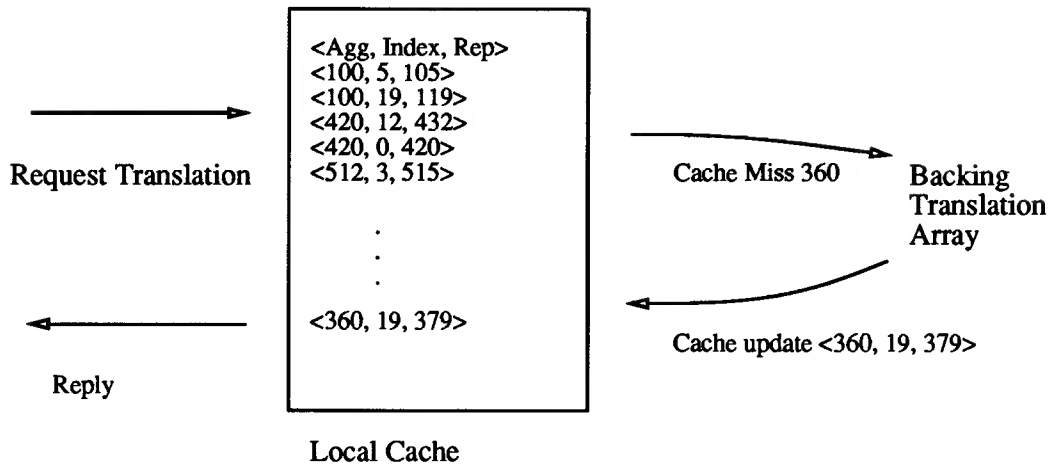 <Agg, Index, Rep>
<100, 5, 105>
<100, 19, 119>
<420, 12, 432>
<420, 0, 420>
<512, 3, 515>
.
.
.
<360, 19, 379>
Request Translation
Reply
Cache Miss 360
Backing
Translation
Array
Cache update <360, 19, 379>
Local Cache